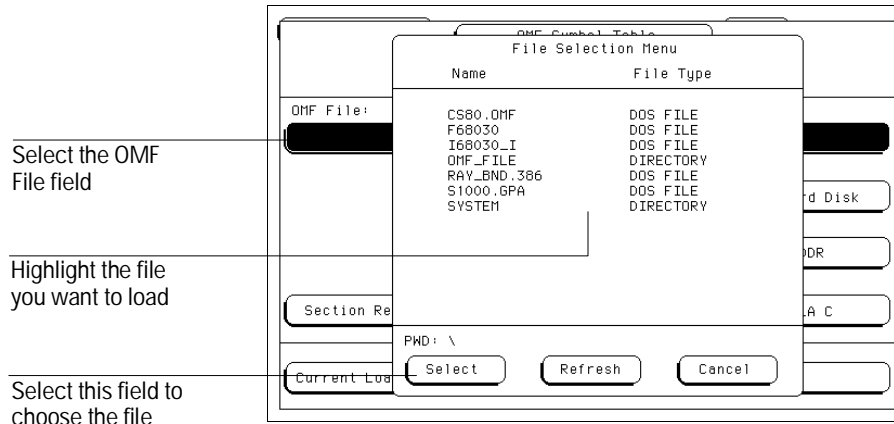 OMF Symbol Table
File Selection Menu
Name File Type
OMF File:
CS80.OMF DOS FILE
F68030 DOS FILE
I68030_I DOS FILE
OMF_FILE DIRECTORY
RAY_BND.386 DOS FILE
S1000.GPA DOS FILE
SYSTEM DIRECTORY
Select the OMF
File field
rd Disk
DDR
Highlight the file
you want to load
Section Re
A C
PWD: \
Select Refresh Cancel
Current Loa
Select this field to
choose the file